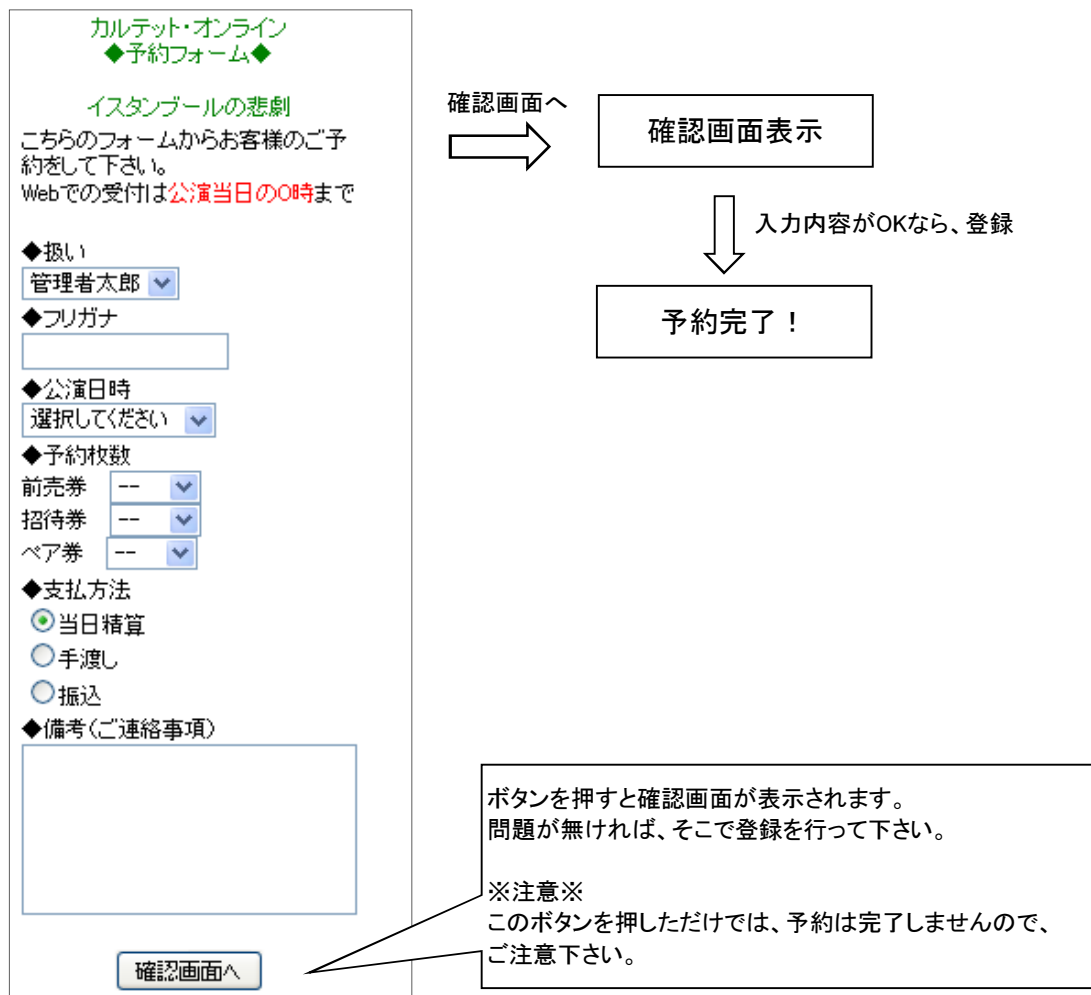 カルテット・オンライン
◆予約フォーム◆
イスタンブールの悲劇
こちらのフォームからお客様のご予
約をして下さい。
Webでの受付は公演当日の0時まで
◆扱い
管理者太郎
◆フリガナ
◆公演日時
選択してください
◆予約枚数
前売券 --
招待券 --
ペア券 --
◆支払方法
当日精算
手渡し
振込
◆備考(ご連絡事項)
確認画面へ
確認画面へ
確認画面表示
入力内容がOKなら、登録
予約完了！
ボタンを押すと確認画面が表示されます。
問題が無ければ、そこで登録を行って下さい。
※注意※
このボタンを押しただけでは、予約は完了しませんので、
ご注意下さい。